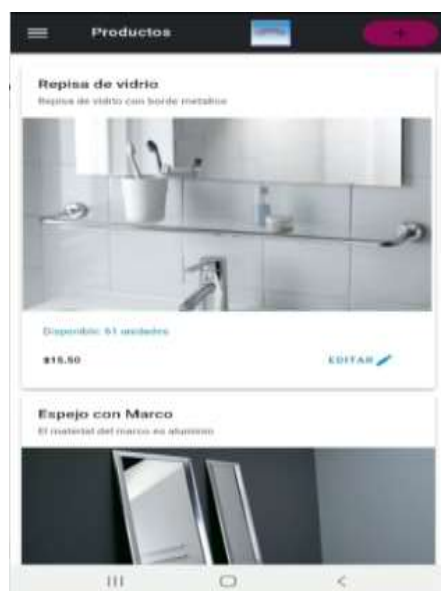 Productos
+
Repisa de vidrio
Repisa de vidrio con borde metalico
Disponible: 61 unidades
$15.50
EDITAR
Espejo con Marco
El material del marco es aluminio